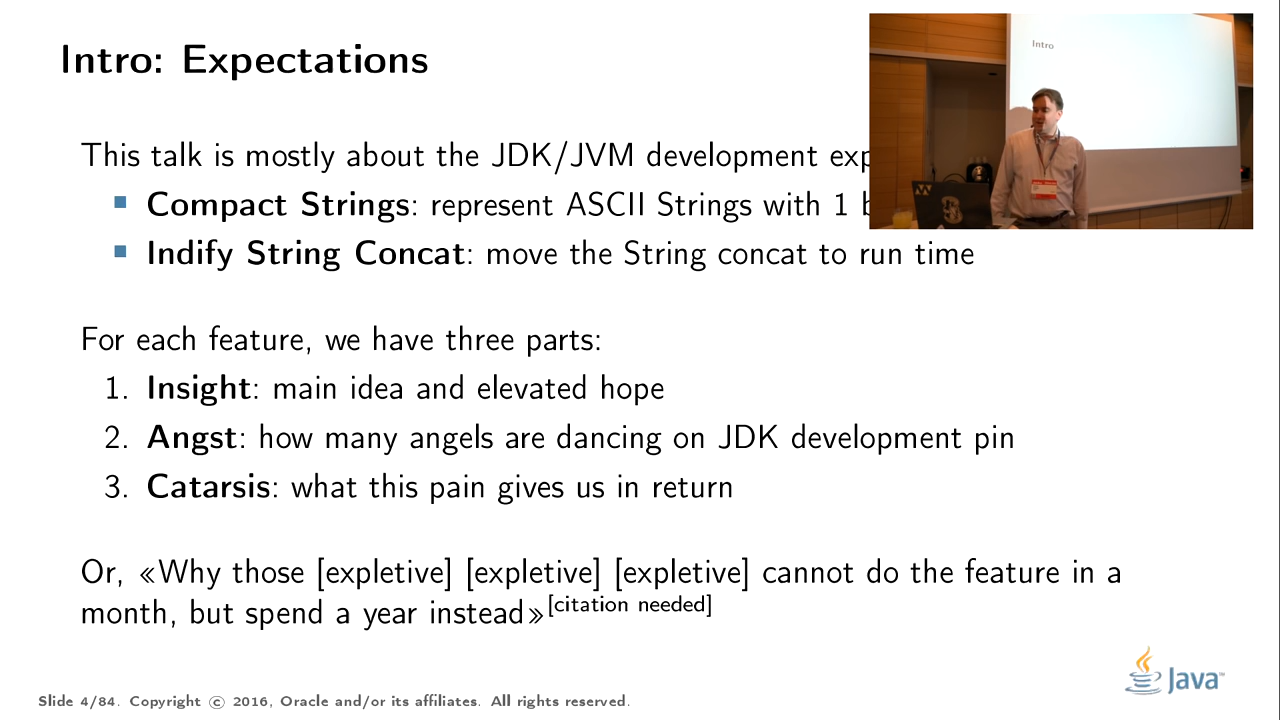 Intro: Expectations
Intro
This talk is mostly about the JDK/JVM development
Compact Strings: represent ASCII Strings with 1
Indify String Concat: move the String concat to run time
For each feature, we have three parts:
1. Insight: main idea and elevated hope
2. Angst: how many angels are dancing on JDK development pin
3. Catarsis: what this pain gives us in return
Or, «Why those [expletive] [expletive] [expletive] cannot do the feature in a
month, but spend a year instead»[citation needed]
Java™
Slide 4/84. Copyright © 2016, Oracle and/or its affiliates. All rights reserved.